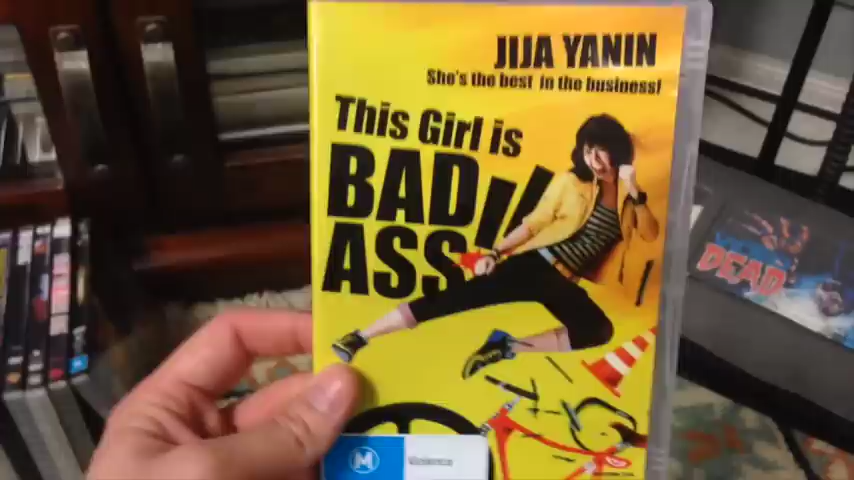 JIJA YANIN
She's the best in the business!
This Girl is
BAD
ASS!!
M
Violence
DEAD